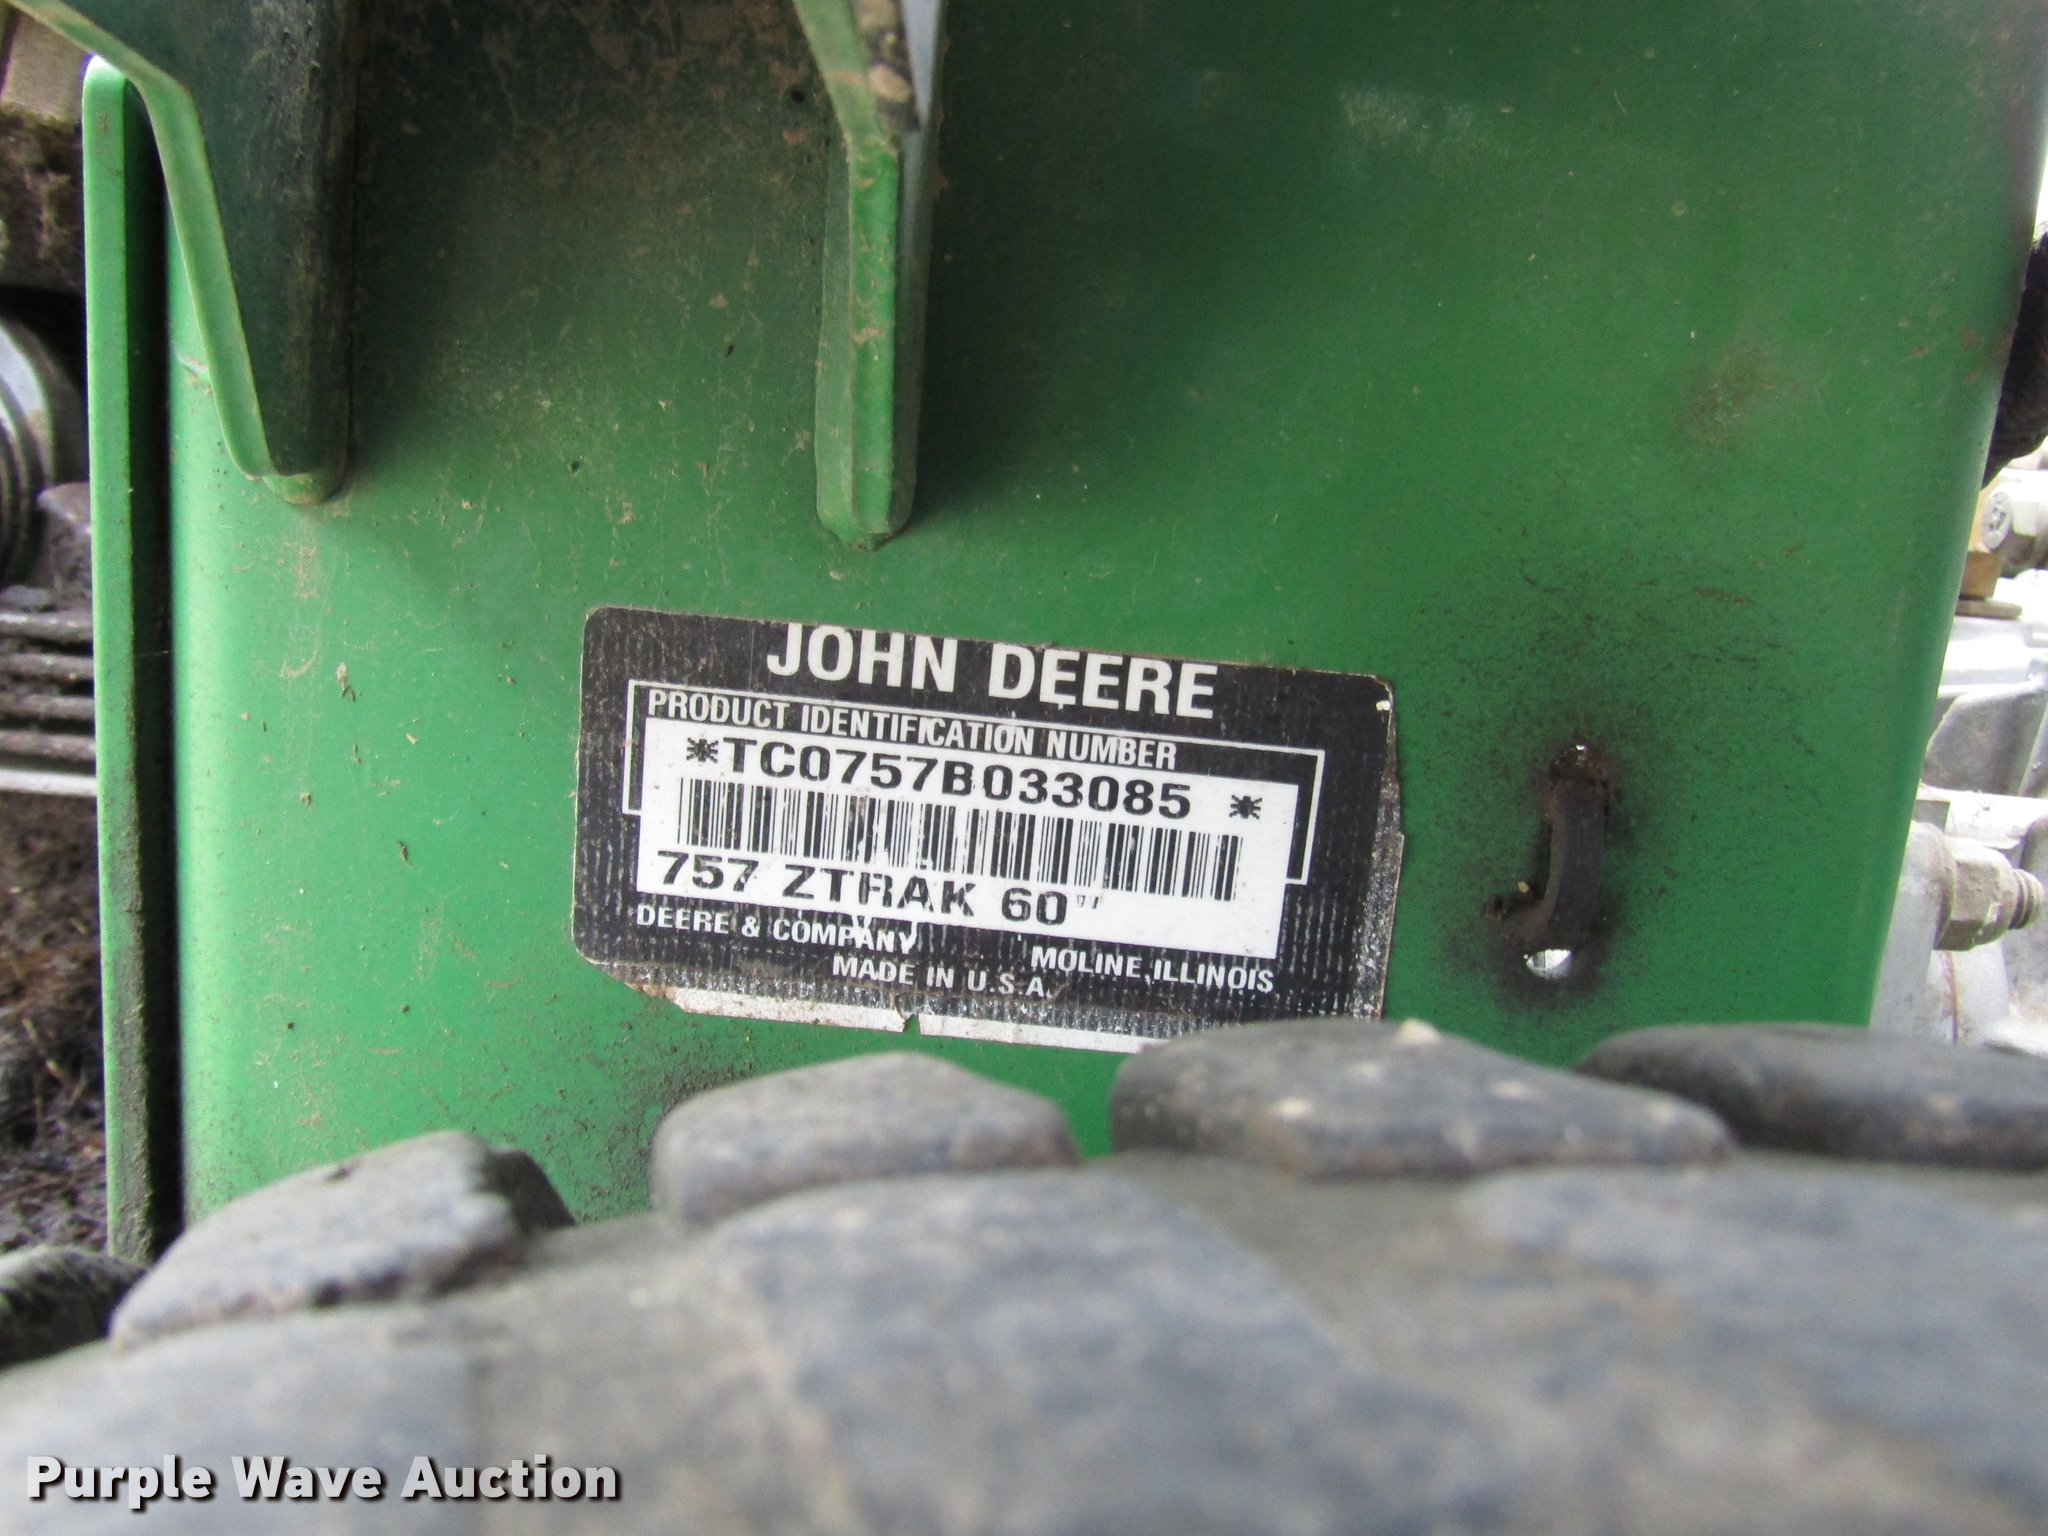 JOHN DEERE
PRODUCT IDENTIFICATION NUMBER
*TC0757B033085 *
757 ZTRAK 60"
DEERE & COMPANY MOLINE, ILLINOIS
MADE IN U.S.A.
Purple Wave Auction